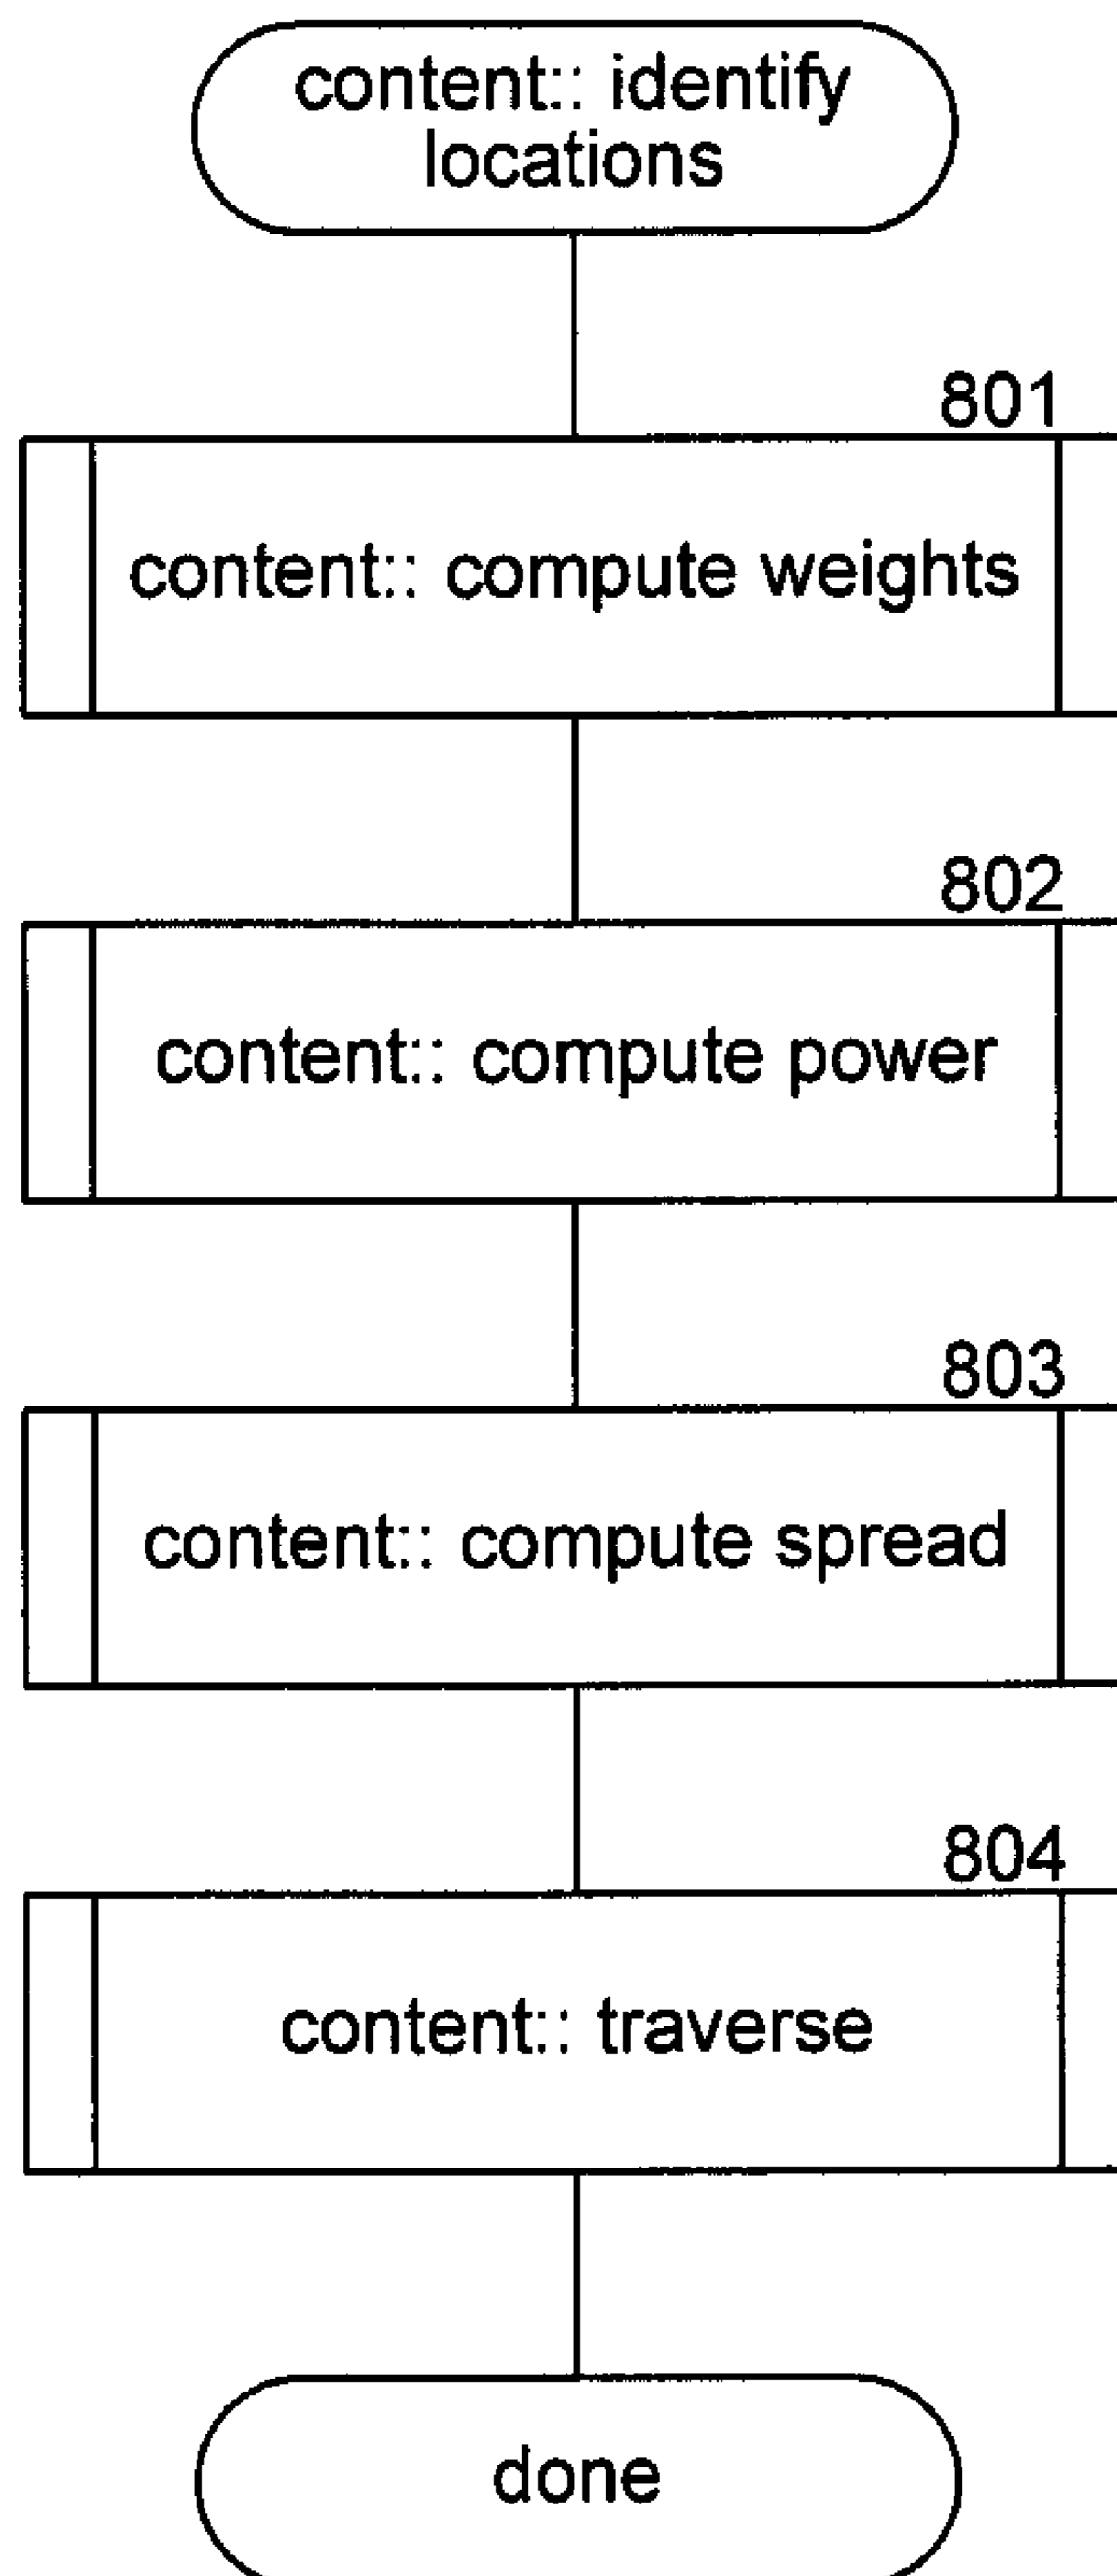 content:: identify
locations
801
content:: compute weights
802
content:: compute power
803
content:: compute spread
804
content:: traverse
done